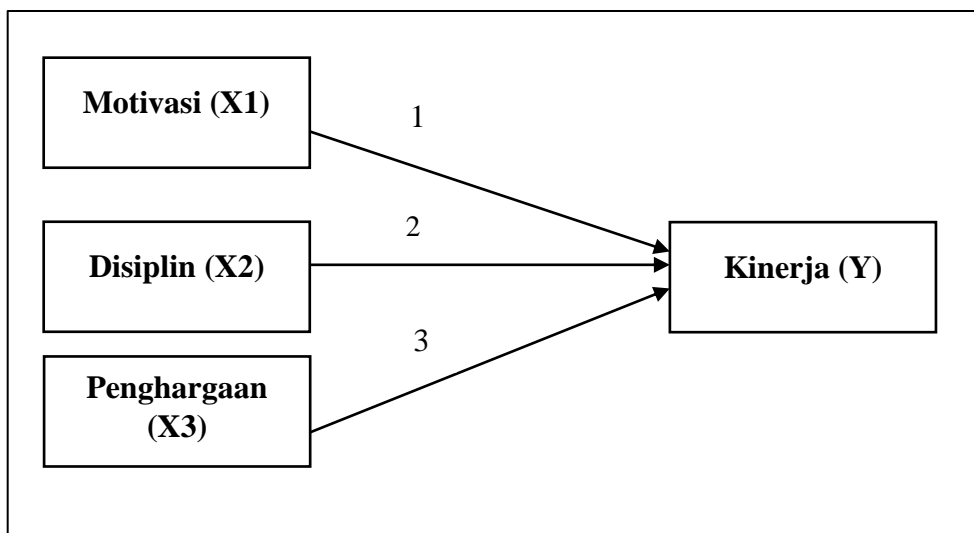 Motivasi (X1)
1
Disiplin (X2)
2
Kinerja (Y)
Penghargaan
(X3)
3